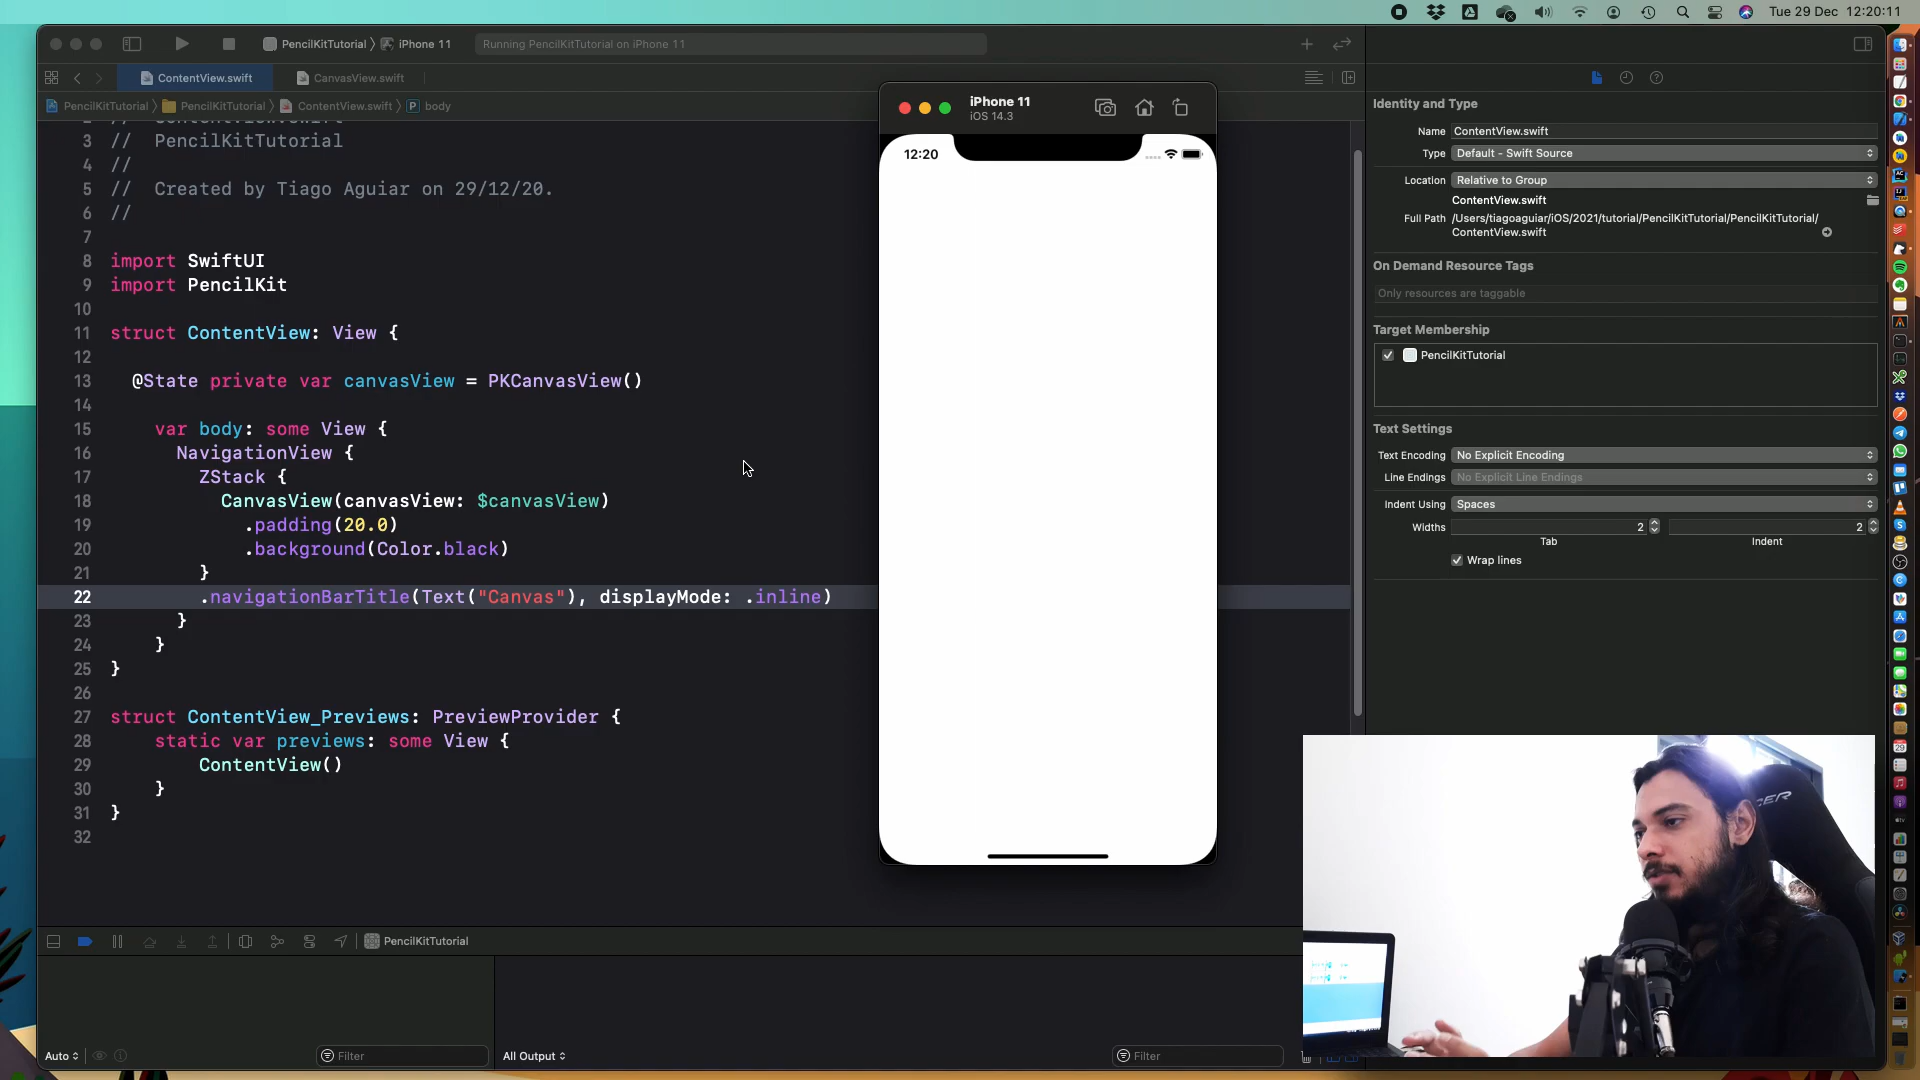 Tue 29 Dec 12:20:11
PencilKitTutorial
iPhone 11
Running PencilKitTutorial on iPhone 11
ContentView.swift
CanvasView.swift
PencilKitTutorial
PencilKitTutorial
ContentView.swift
P
body
3 // PencilKitTutorial
4 //
5 // Created by Tiago Aguiar on 29/12/20.
6 //
7
8 import SwiftUI
9 import PencilKit
10
11 struct ContentView: View {
12
13 @State private var canvasView = PKCanvasView()
14
15 var body: some View {
16 NavigationView {
17 ZStack {
18 CanvasView(canvasView: $canvasView)
19 .padding(20.0)
20 .background(Color.black)
21 }
22 .navigationBarTitle(Text("Canvas"), displayMode: .inline)
23 }
24 }
25 }
26
27 struct ContentView_Previews: PreviewProvider {
28 static var previews: some View {
29 ContentView()
30 }
31 }
32
iPhone 11
iOS 14.3
12:20
Identity and Type
Name ContentView.swift
Type Default - Swift Source
Location Relative to Group
ContentView.swift
Full Path /Users/tiagoaguiar/iOS/2021/tutorial/PencilKitTutorial/PencilKitTutorial/
ContentView.swift
On Demand Resource Tags
Only resources are taggable
Target Membership
PencilKitTutorial
Text Settings
Text Encoding No Explicit Encoding
Line Endings No Explicit Line Endings
Indent Using Spaces
Widths 2 2
Tab Indent
Wrap lines
PencilKitTutorial
Auto
Filter
All Output
Filter